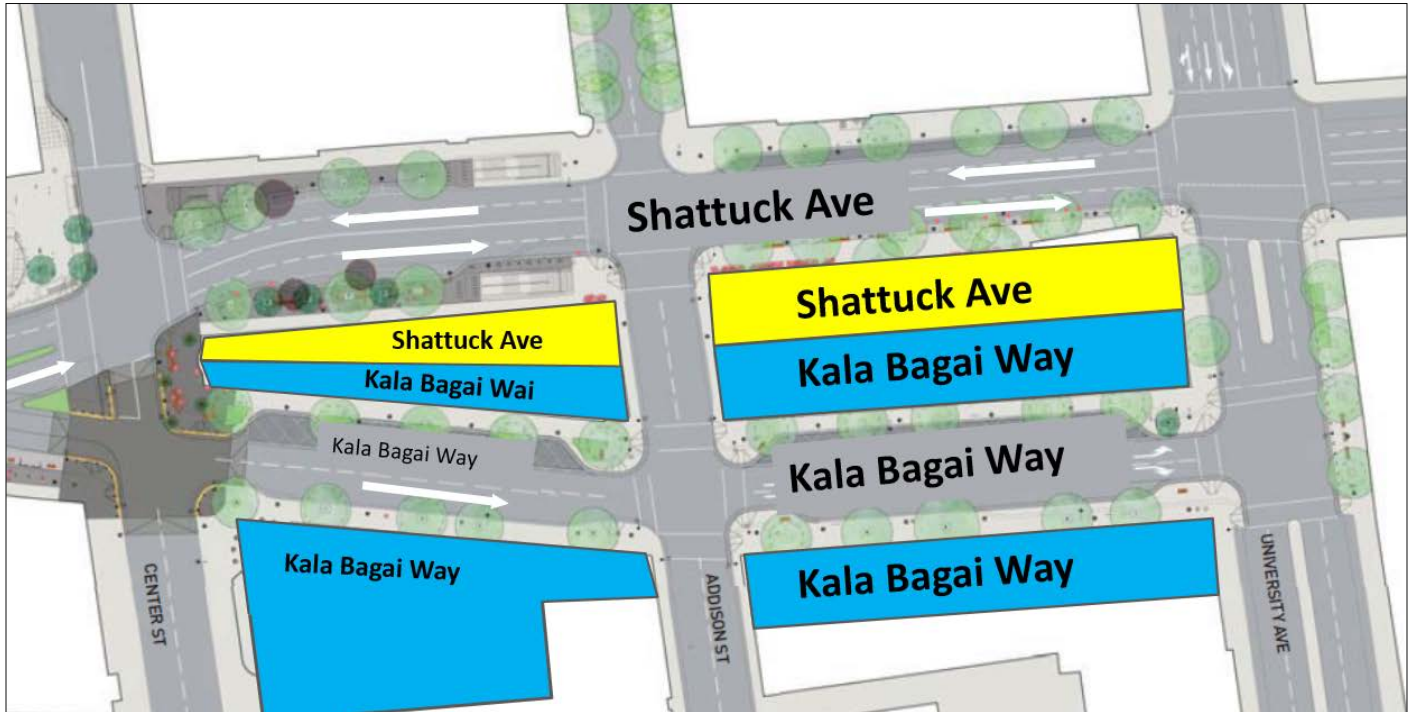 Shattuck Ave
Shattuck Ave
Kala Bagai Way
Shattuck Ave
Kala Bagai Wai
Kala Bagai Way
Kala Bagai Way
Kala Bagai Way
Kala Bagai Way
CENTER ST
ADDISON ST
UNIVERSITY AVE